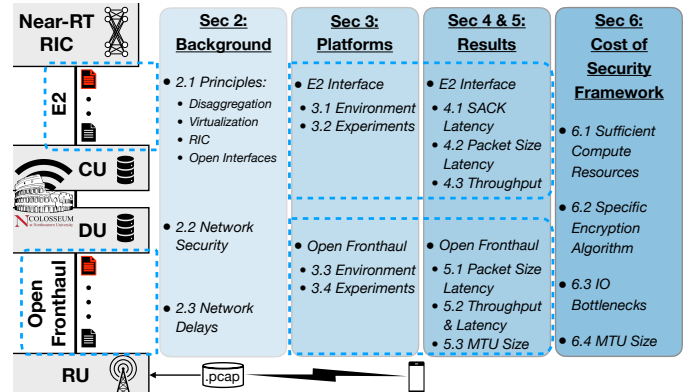 Near-RT
RIC
E2
CU
N COLOSSEUM
at Northeastern University
DU
Open
Fronthaul
RU
.pcap
Sec 2:
Background
• 2.1 Principles:
• Disaggregation
• Virtualization
• RIC
• Open Interfaces
• 2.2 Network
Security
• 2.3 Network
Delays
Sec 3:
Platforms
• E2 Interface
• 3.1 Environment
• 3.2 Experiments
• Open Fronthaul
• 3.3 Environment
• 3.4 Experiments
Sec 4 & 5:
Results
• E2 Interface
• 4.1 SACK
Latency
• 4.2 Packet Size
Latency
• 4.3 Throughput
• Open Fronthaul
• 5.1 Packet Size
Latency
• 5.2 Throughput
& Latency
• 5.3 MTU Size
Sec 6:
Cost of
Security
Framework
• 6.1 Sufficient
Compute
Resources
• 6.2 Specific
Encryption
Algorithm
• 6.3 IO
Bottlenecks
• 6.4 MTU Size